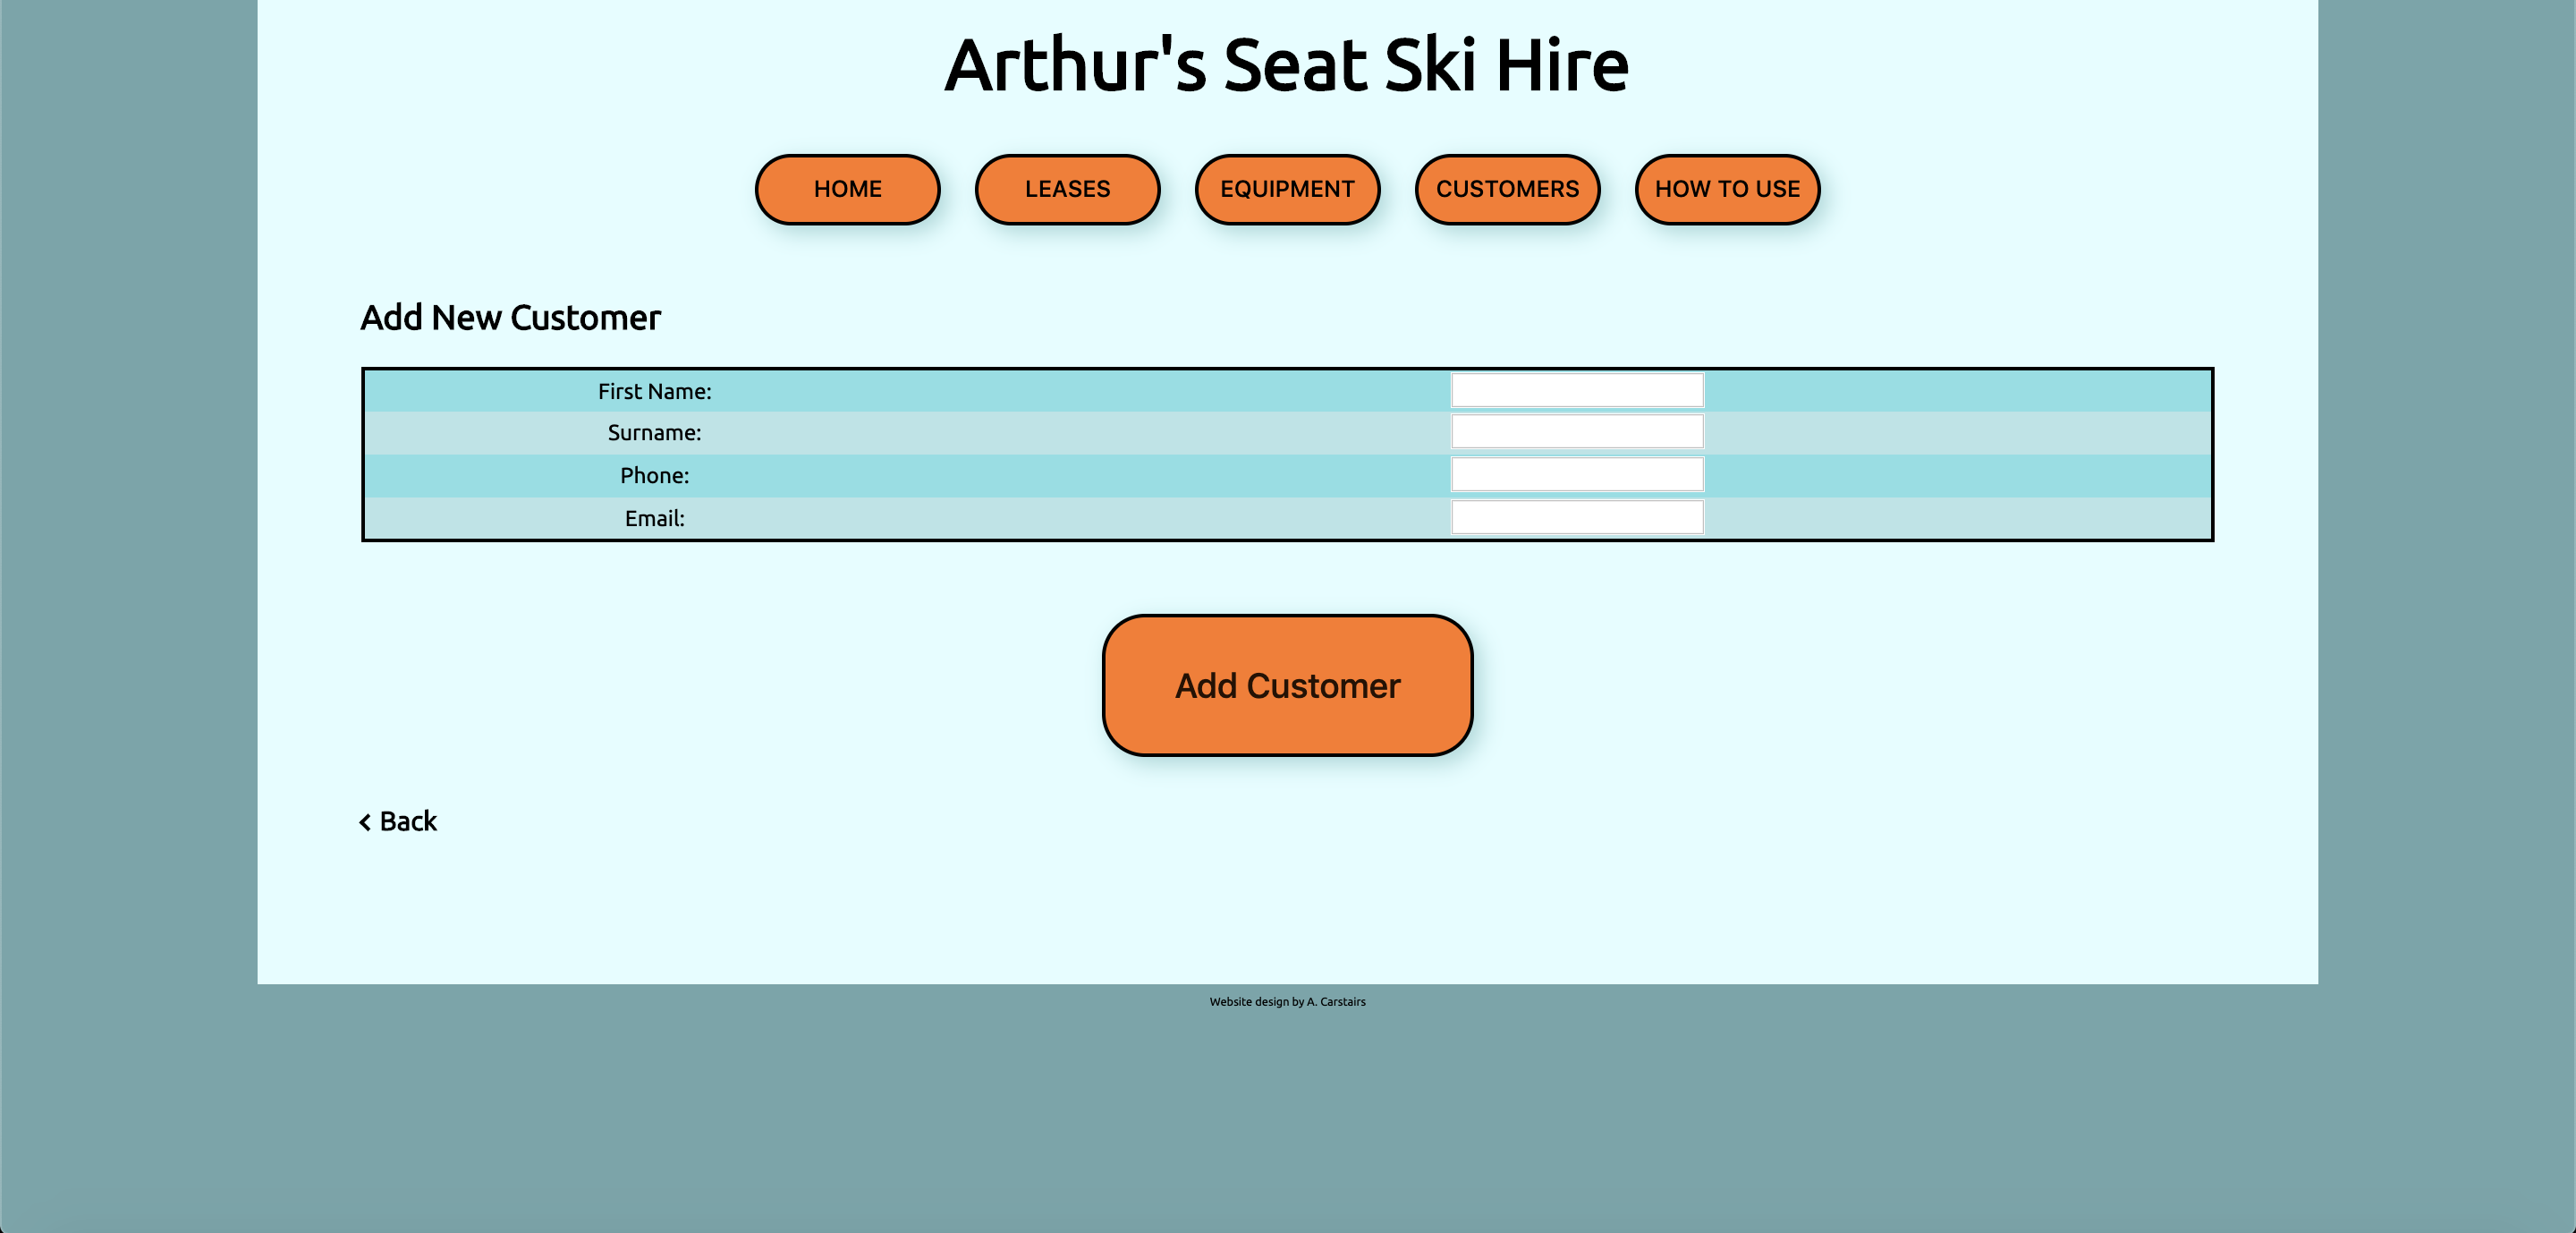 Arthur's Seat Ski Hire
HOME LEASES EQUIPMENT CUSTOMERS HOW TO USE
Add New Customer
First Name:
Surname:
Phone:
Email:
Add Customer
Back
Website design by A. Carstairs